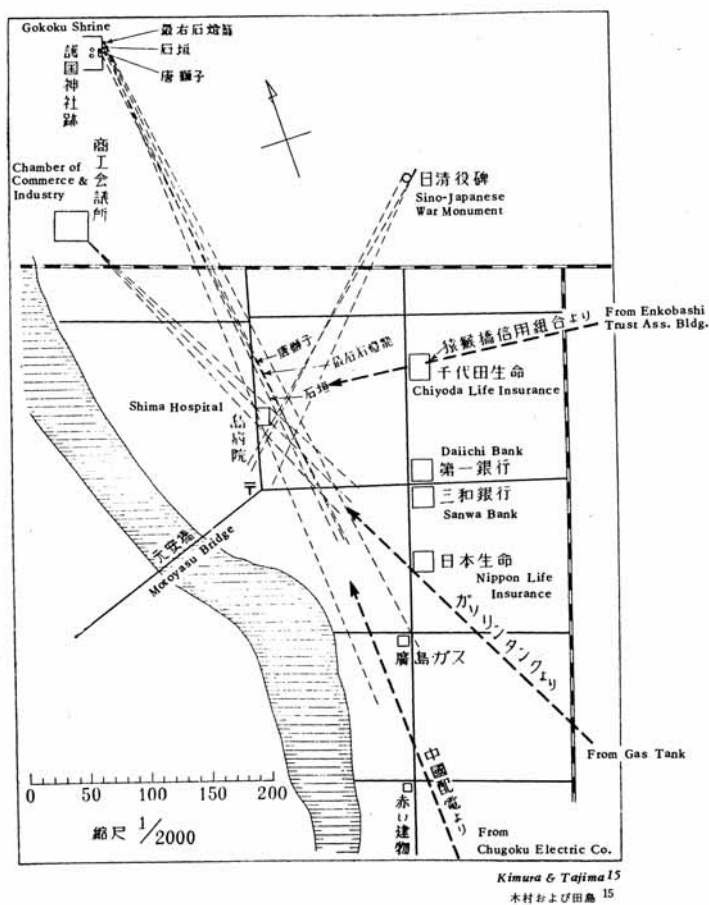 Gokoku Shrine
最右石燈籠
石垣
唐獅子
護国神社跡
商工会議所
Chamber of
Commerce &
Industry
日清役碑
Sino-Japanese
War Monument
猿猴橋信用組合より
From Enkobashi
Trust Ass. Bldg.
唐獅子
最右石燈籠
石垣
千代田生命
Chiyoda Life Insurance
Shima Hospital
島病院
Daiichi Bank
第一銀行
〒
三和銀行
Sanwa Bank
元安橋
Motoyasu Bridge
日本生命
Nippon Life
Insurance
ガソリンタンクより
廣島ガス
From Gas Tank
中國配電より
赤い建物
0 50 100 150 200
縮尺 1/2000
From
Chugoku Electric Co.
Kimura & Tajima 15
木村および田島 15